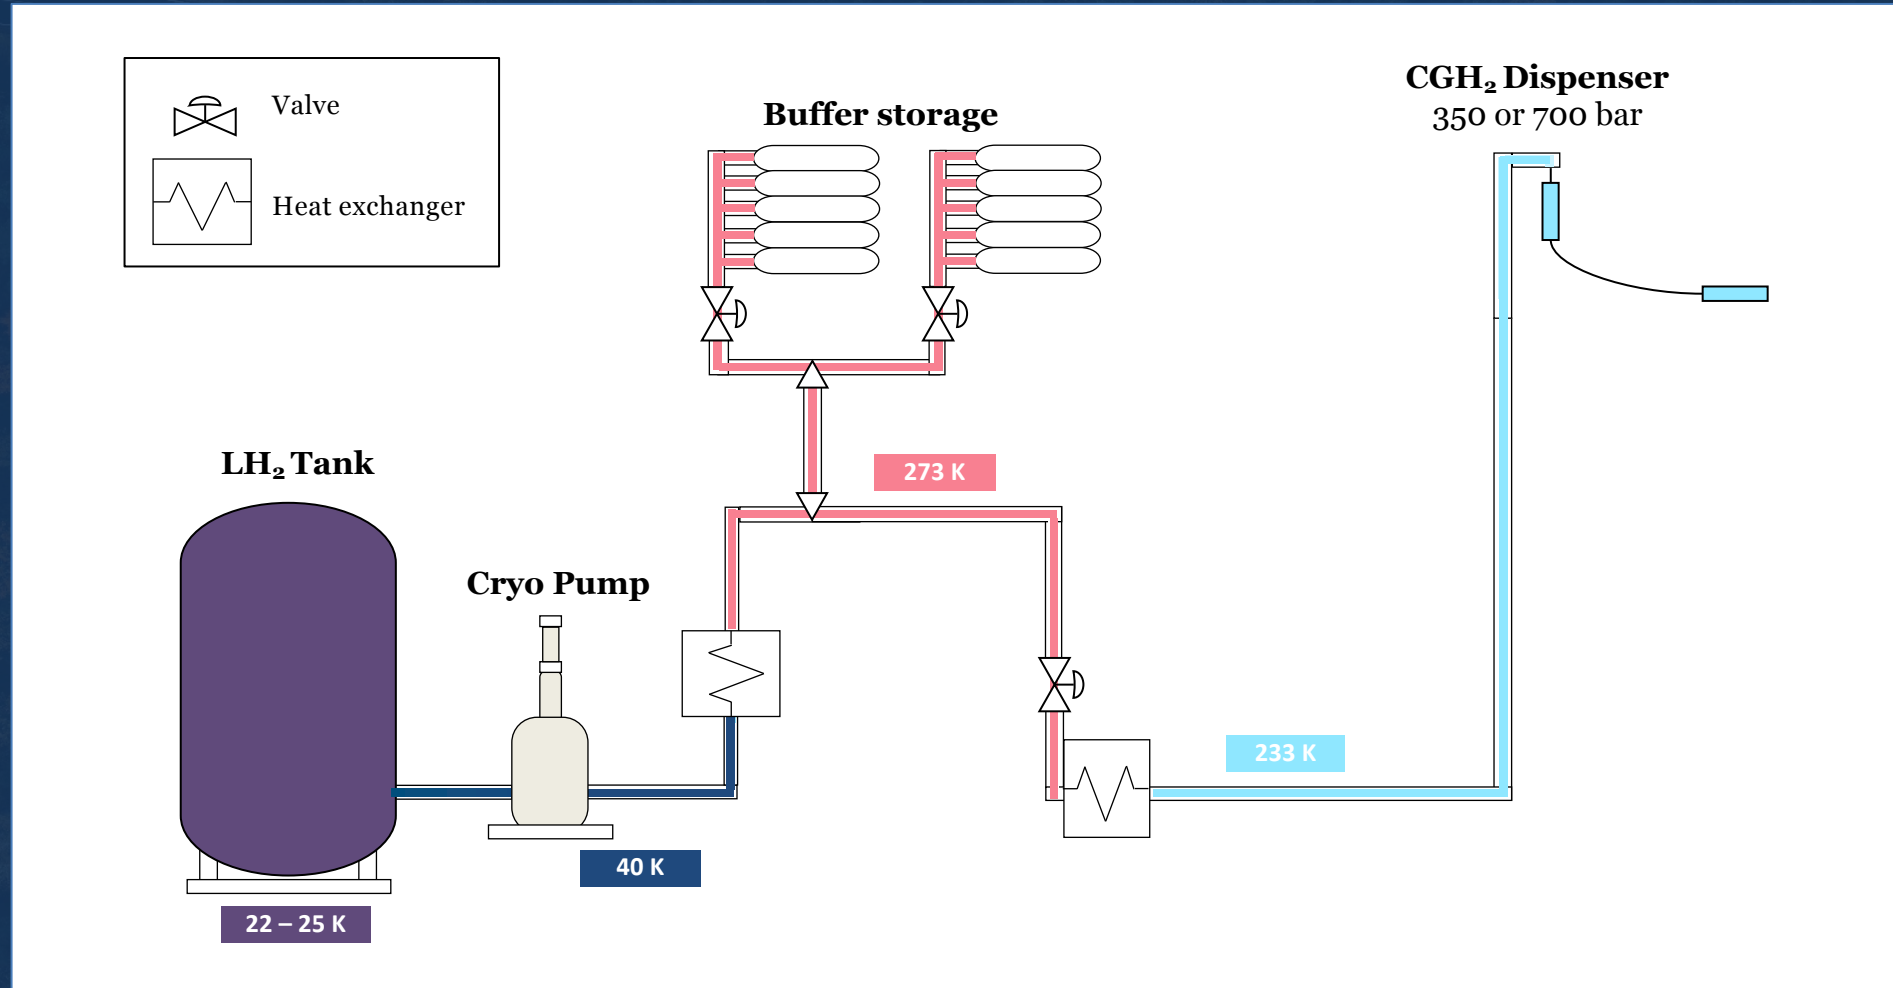 Valve
Heat exchanger
Buffer storage
CGH₂ Dispenser
350 or 700 bar
LH₂ Tank
273 K
Cryo Pump
233 K
40 K
22 – 25 K